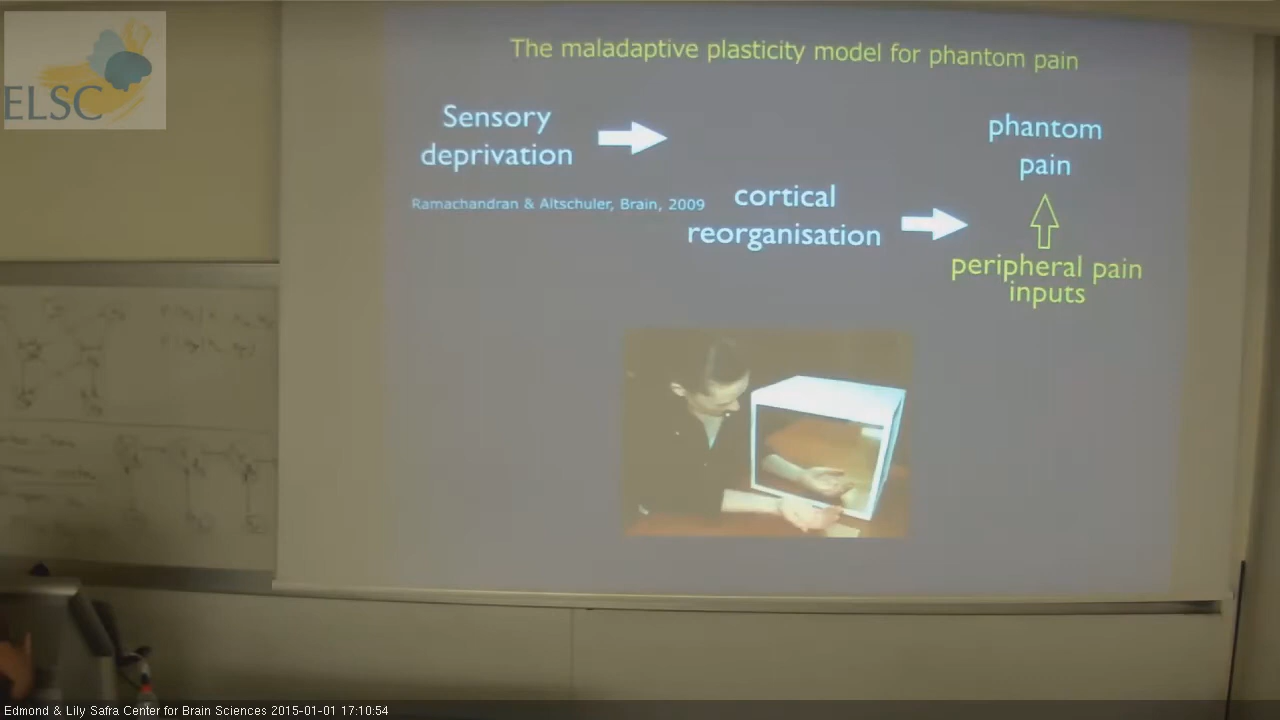 ELSC
The maladaptive plasticity model for phantom pain
Sensory
deprivation
phantom
pain
Ramachandran & Altschuler, Brain, 2009
cortical
reorganisation
peripheral pain
inputs
Edmond & Lily Safra Center for Brain Sciences 2015-01-01 17:10:54